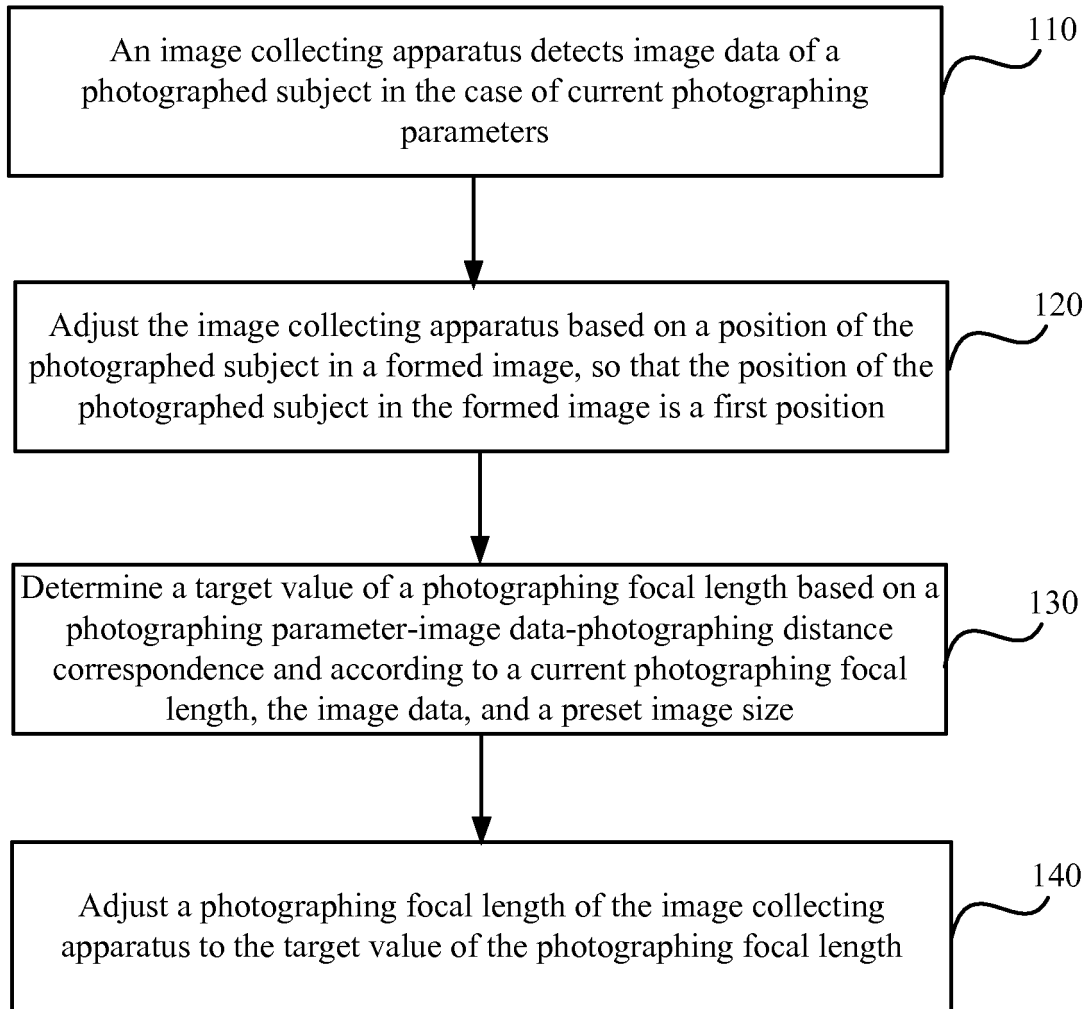 An image collecting apparatus detects image data of a
photographed subject in the case of current photographing
parameters
110
Adjust the image collecting apparatus based on a position of the
photographed subject in a formed image, so that the position of the
photographed subject in the formed image is a first position
120
Determine a target value of a photographing focal length based on a
photographing parameter-image data-photographing distance
correspondence and according to a current photographing focal
length, the image data, and a preset image size
130
Adjust a photographing focal length of the image collecting
apparatus to the target value of the photographing focal length
140